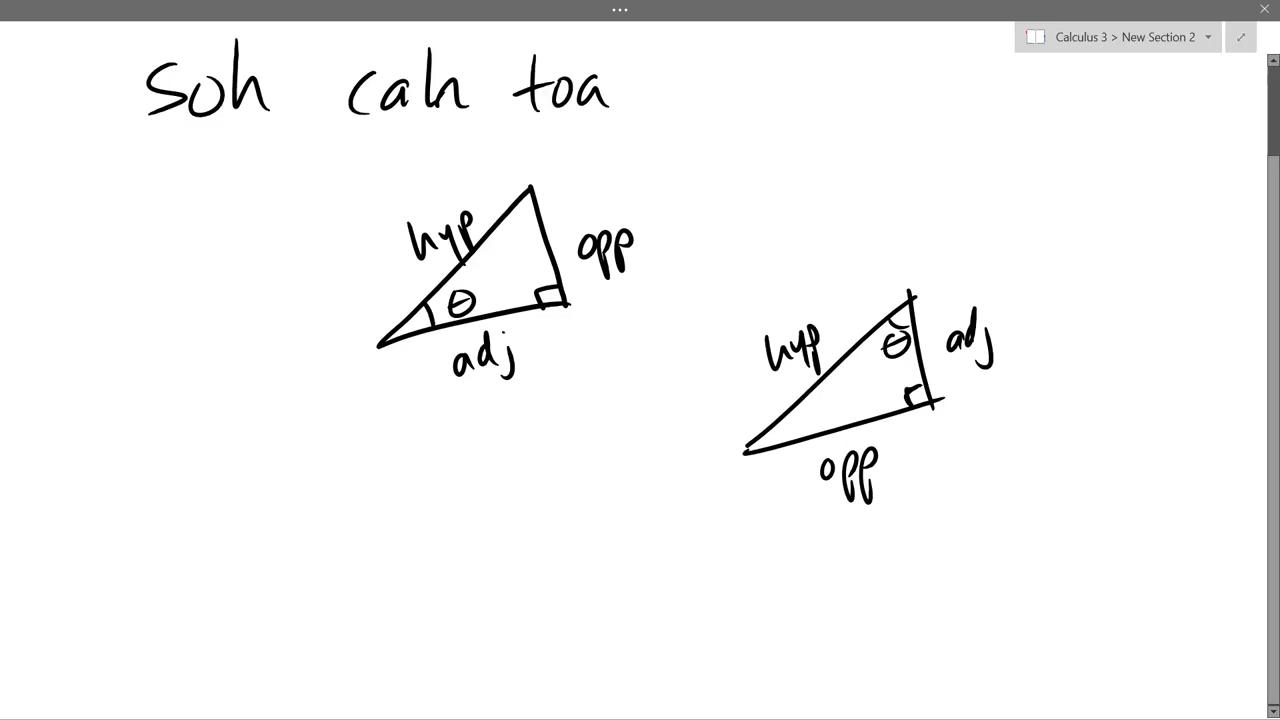 Calculus 3 > New Section 2
soh cah toa
hyp
opp
θ
adj
hyp
θ
adj
opp